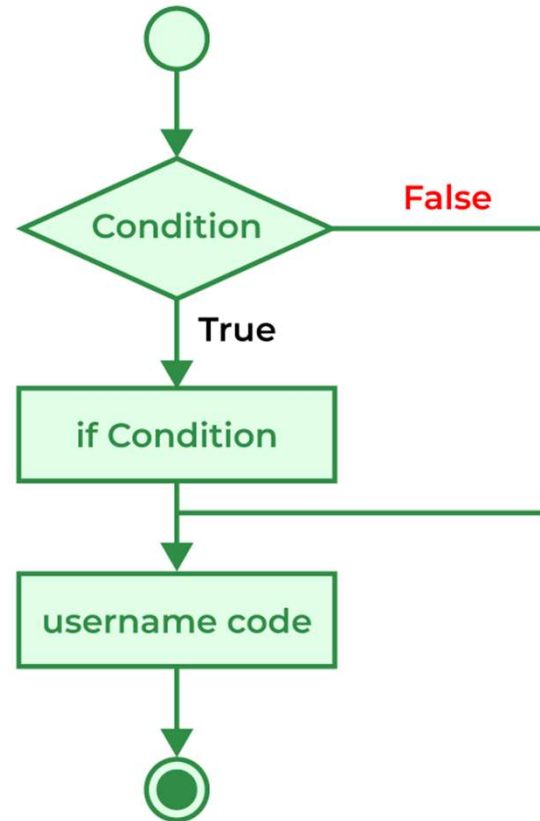 Condition
False
True
if Condition
username code